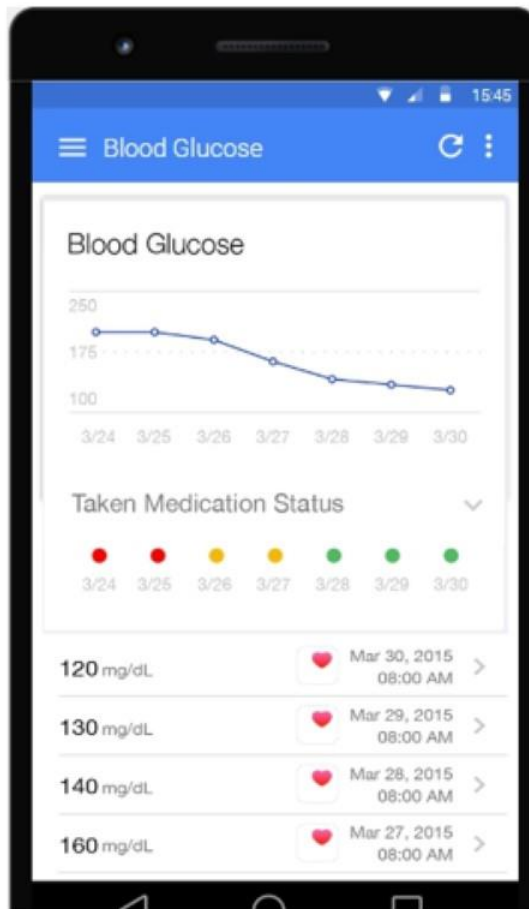 15:45
Blood Glucose
Blood Glucose
250
175
100
3/24 3/25 3/26 3/27 3/28 3/29 3/30
Taken Medication Status
3/24 3/25 3/26 3/27 3/28 3/29 3/30
120 mg/dL Mar 30, 2015
08:00 AM
130 mg/dL Mar 29, 2015
08:00 AM
140 mg/dL Mar 28, 2015
08:00 AM
160 mg/dL Mar 27, 2015
08:00 AM